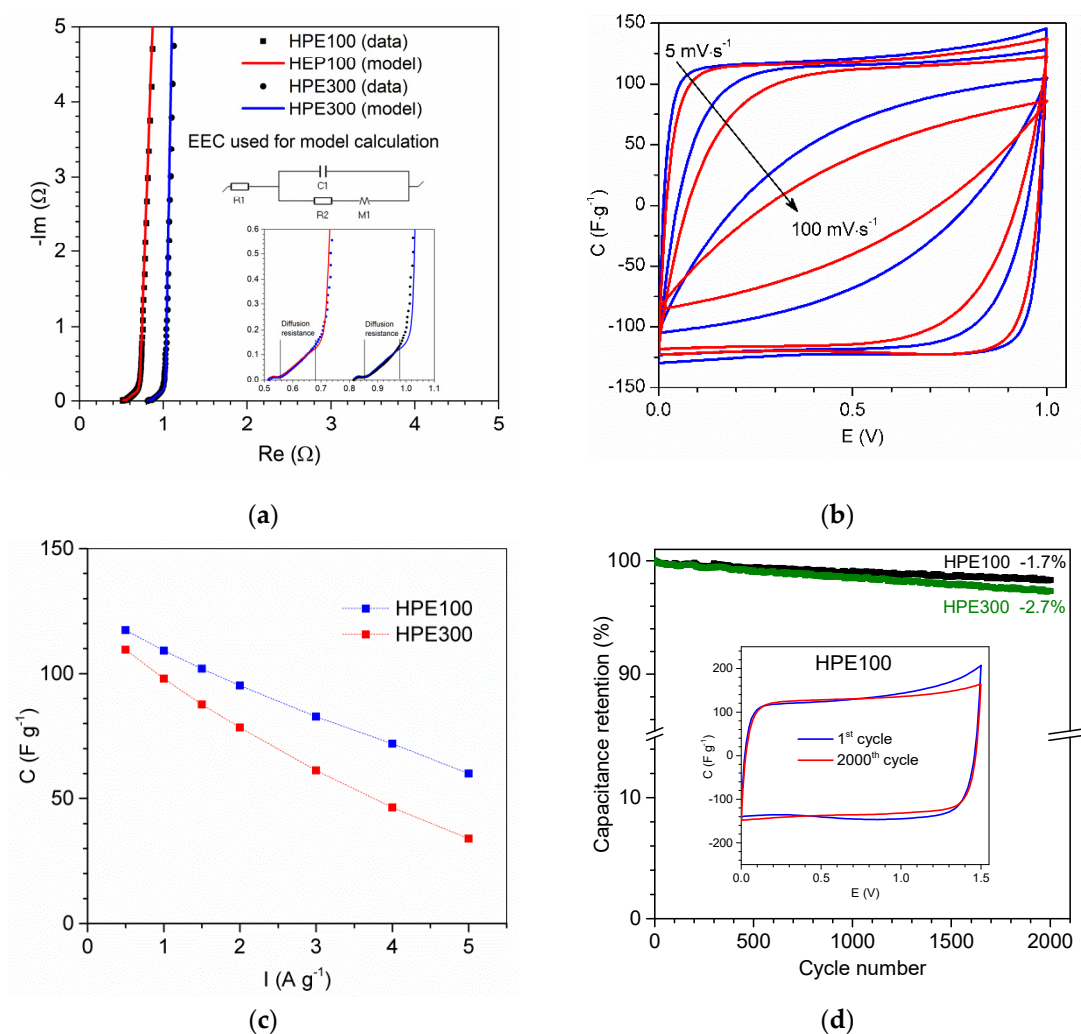 5
4
3
2
1
0
0 1 2 3 4 5
-Im (Ω)
Re (Ω)
HPE100 (data)
HEP100 (model)
HPE300 (data)
HPE300 (model)
EEC used for model calculation
C1
R1
R2 M1
0.6
0.5
0.4
0.3
0.2
0.1
0.0
Diffusion
resistance
Diffusion
resistance
0.5 0.6 0.7 0.8 0.9 1.0 1.1
(a)
150
100
50
0
-50
-100
-150
C (F·g⁻¹)
5 mV·s⁻¹
100 mV·s⁻¹
0.0 0.5 1.0
E (V)
(b)
150
100
50
0
C (F g⁻¹)
HPE100
HPE300
0 1 2 3 4 5
I (A g⁻¹)
(c)
100
90
10
0
Capacitance retention (%)
HPE100 -1.7%
HPE300 -2.7%
HPE100
200
100
0
-100
-200
C (F g⁻¹)
1ˢᵗ cycle
2000ᵗʰ cycle
0.0 0.5 1.0 1.5
E (V)
0 500 1000 1500 2000
Cycle number
(d)